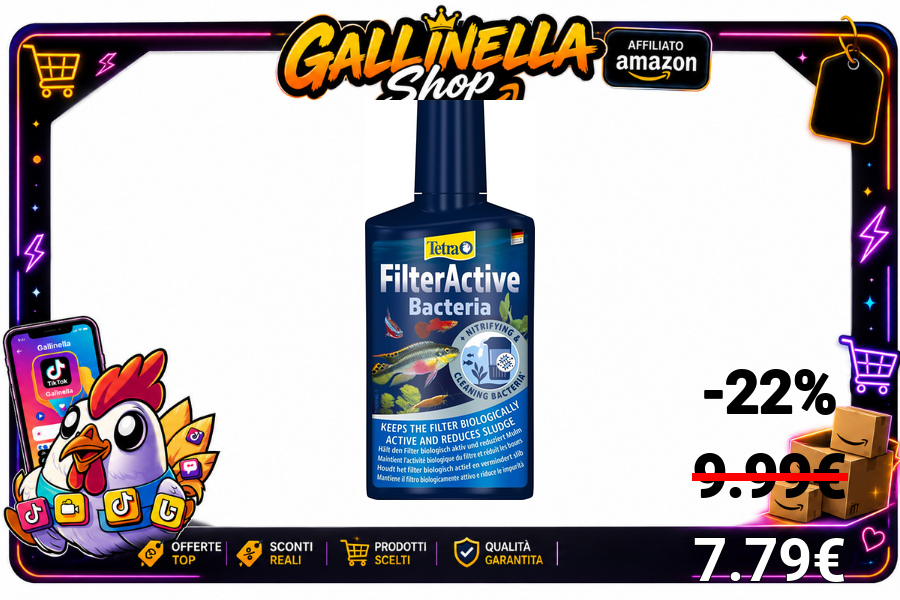 GALLINELLA
Shop
AFFILIATO
amazon
Tetra
FilterActive
Bacteria
NITRIFYING &
CLEANING BACTERIA
KEEPS THE FILTER BIOLOGICALLY
ACTIVE AND REDUCES SLUDGE
Hält den Filter biologisch aktiv und reduziert Mulm
Maintient l'activité biologique du filtre et réduit les boues
Houdt het filter biologisch actief en vermindert slib
Mantiene il filtro biologicamente attivo e riduce le impurità
Gallinella
TikTok
Gallinella
-22%
9.99€
7.79€
OFFERTE
TOP
SCONTI
REALI
PRODOTTI
SCELTI
QUALITÀ
GARANTITA